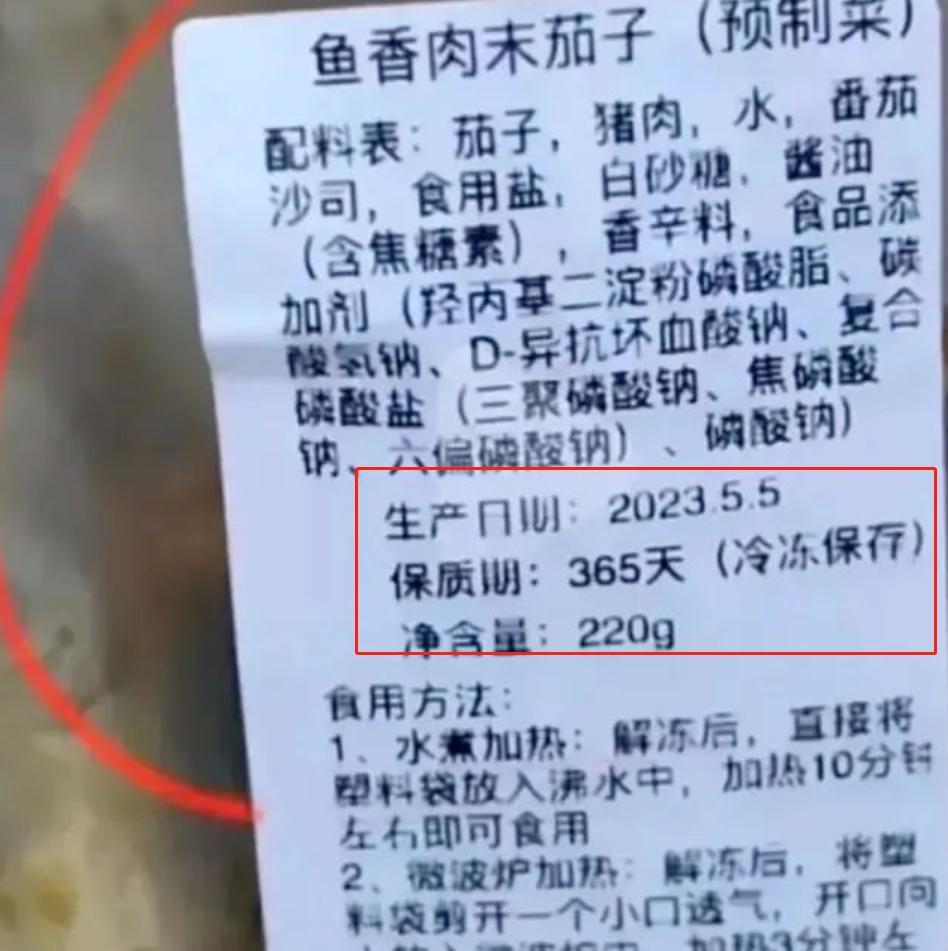 鱼香肉末茄子（预制菜）
配料表：茄子，猪肉，水，番茄
沙司，食用盐，白砂糖，酱油
（含焦糖素），香辛料，食品添
加剂（羟丙基二淀粉磷酸脂、碳
酸氢钠、D-异抗坏血酸钠、复合
磷酸盐（三聚磷酸钠、焦磷酸
钠、六偏磷酸钠）、磷酸钠）
生产日期：2023.5.5
保质期：365天（冷冻保存）
净含量：220g
食用方法：
1、水煮加热：解冻后，直接将
塑料袋放入沸水中，加热10分钟
左右即可食用
2、微波炉加热：解冻后，将塑
料袋剪开一个小口透气，开口向
加热3分钟左